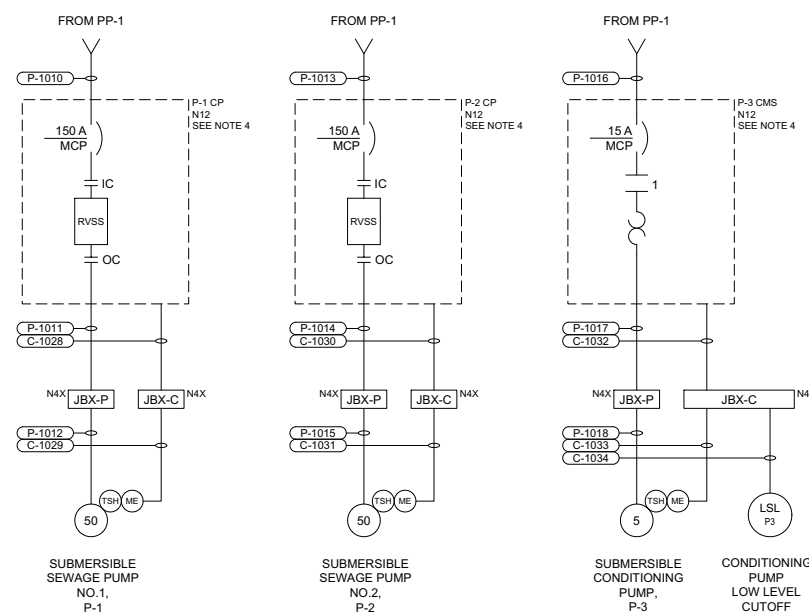 FROM PP-1
P-1010
P-1 CP
N12
SEE NOTE 4
150 A
MCP
IC
RVSS
OC
P-1011
C-1028
N4X
JBX-P
JBX-C
N4X
P-1012
C-1029
TSH
ME
50
SUBMERSIBLE
SEWAGE PUMP
NO.1,
P-1
FROM PP-1
P-1013
P-2 CP
N12
SEE NOTE 4
150 A
MCP
IC
RVSS
OC
P-1014
C-1030
N4X
JBX-P
JBX-C
N4X
P-1015
C-1031
TSH
ME
50
SUBMERSIBLE
SEWAGE PUMP
NO.2,
P-2
FROM PP-1
P-1016
P-3 CMS
N12
SEE NOTE 4
15 A
MCP
1
P-1017
C-1032
N4X
JBX-P
JBX-C
N4
P-1018
C-1033
C-1034
TSH
ME
5
LSL
P3
SUBMERSIBLE
CONDITIONING
PUMP,
P-3
CONDITIONING
PUMP
LOW LEVEL
CUTOFF